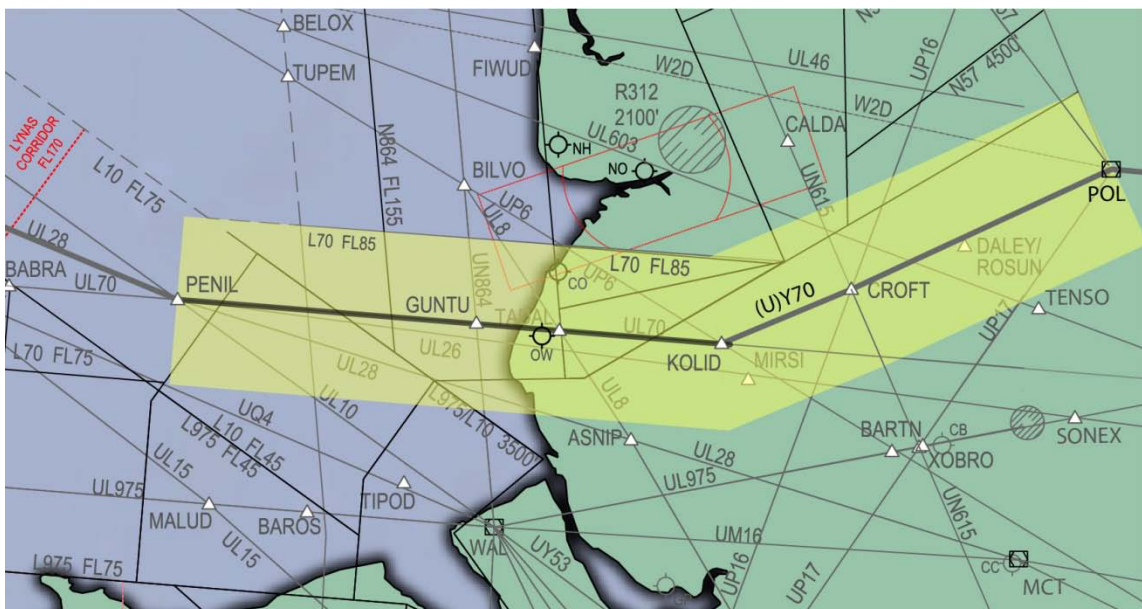 BELOX
TUPEM
FIWUD
UL46
W2D
W2D
UP16
N57 4500'
R312
2100'
UL603
CALDA
LYNAS
CORRIDOR
FL170
L10 FL75
N864 FL155
NH
NO
BILVO
UN615
UP6
UL8
POL
UL28
BABRA
UL70
PENIL
L70 FL85
L70 FL85
UP6
CO
DALEY/
ROSUN
(U)Y70
CROFT
UN864
GUNTU
TABAL
OW
UL70
KOLID
MIRSI
TENSO
UP17
UL26
UL28
L70 FL75
UL10
UQ4
L975/L10 3500'
L10 FL45
L975 FL45
UL8
ASNIP
UL28
UL975
BARTN
CB
XOBRO
SONEX
UL15
UL975
MALUD
BAROS
TIPOD
WAL
UL15
UY53
UM16
UP16
UP17
UN615
CC
MCT
L975 FL75